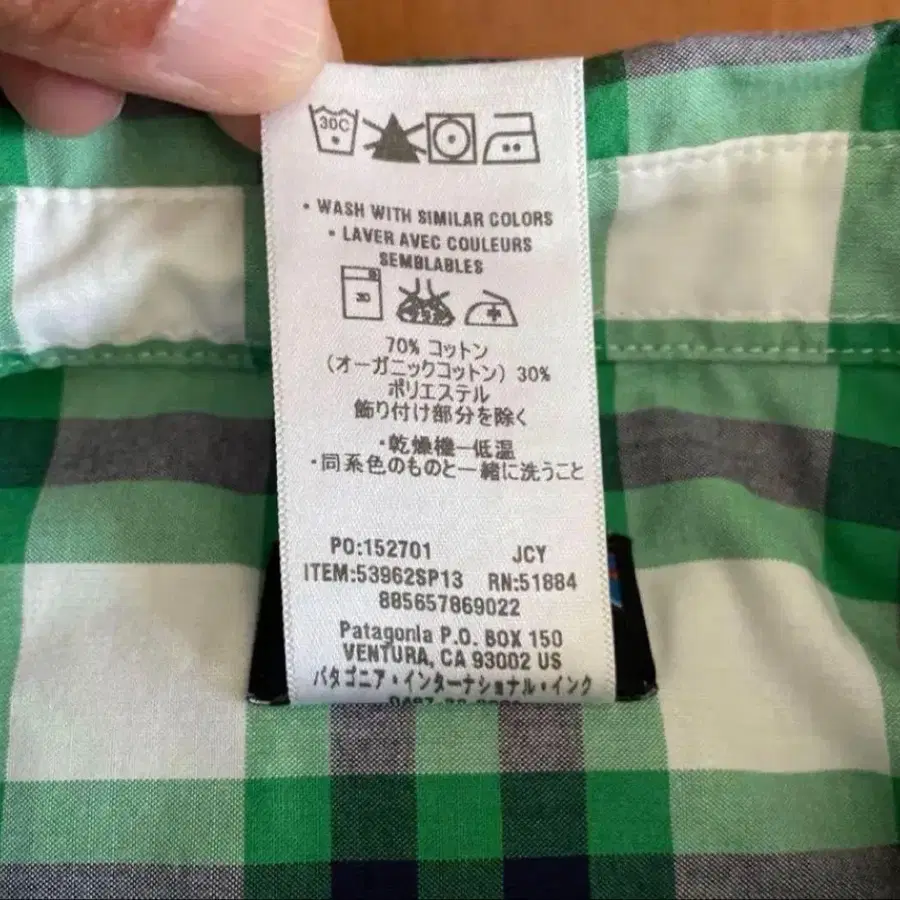 30C
• WASH WITH SIMILAR COLORS
• LAVER AVEC COULEURS
SEMBLABLES
30
70% コットン
(オーガニックコットン) 30%
ポリエステル
飾り付け部分を除く
・乾燥機ー低温
・同系色のものと一緒に洗うこと
PO:152701 JCY
ITEM:53962SP13 RN:51884
885657869022
Patagonia P.O. BOX 150
VENTURA, CA 93002 US
パタゴニア・インターナショナル・インク